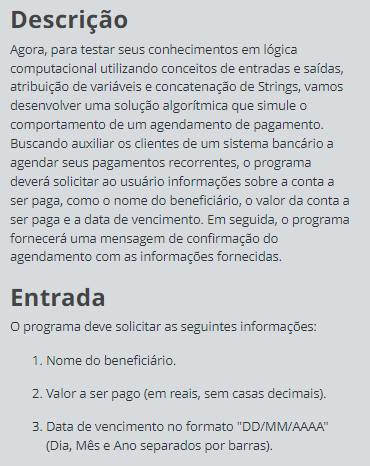 Descrição
Agora, para testar seus conhecimentos em lógica
computacional utilizando conceitos de entradas e saídas,
atribuição de variáveis e concatenação de Strings, vamos
desenvolver uma solução algorítmica que simule o
comportamento de um agendamento de pagamento.
Buscando auxiliar os clientes de um sistema bancário a
agendar seus pagamentos recorrentes, o programa
deverá solicitar ao usuário informações sobre a conta a
ser paga, como o nome do beneficiário, o valor da conta a
ser paga e a data de vencimento. Em seguida, o programa
fornecerá uma mensagem de confirmação do
agendamento com as informações fornecidas.
Entrada
O programa deve solicitar as seguintes informações:
1. Nome do beneficiário.
2. Valor a ser pago (em reais, sem casas decimais).
3. Data de vencimento no formato "DD/MM/AAAA"
(Dia, Mês e Ano separados por barras).